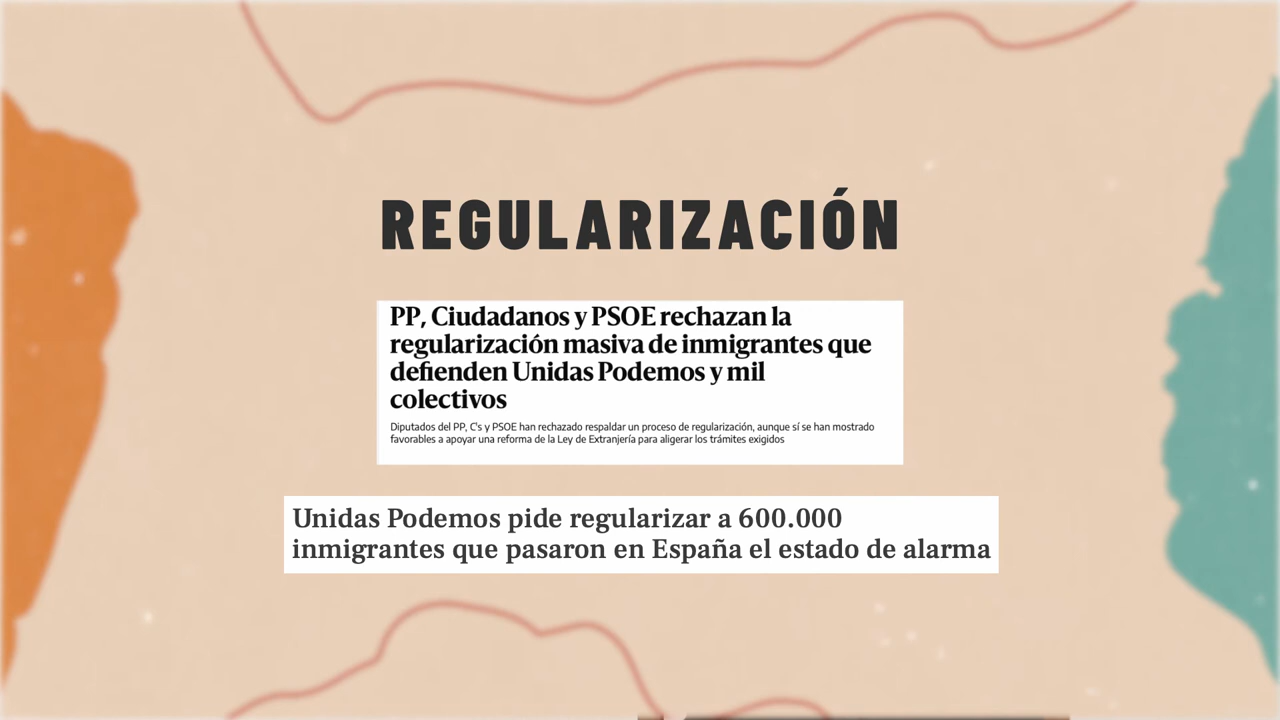 REGULARIZACIÓN
PP, Ciudadanos y PSOE rechazan la
regularización masiva de inmigrantes que
defienden Unidas Podemos y mil
colectivos
Diputados del PP, C's y PSOE han rechazado respaldar un proceso de regularización, aunque sí se han mostrado
favorables a apoyar una reforma de la Ley de Extranjería para aligerar los trámites exigidos
Unidas Podemos pide regularizar a 600.000
inmigrantes que pasaron en España el estado de alarma